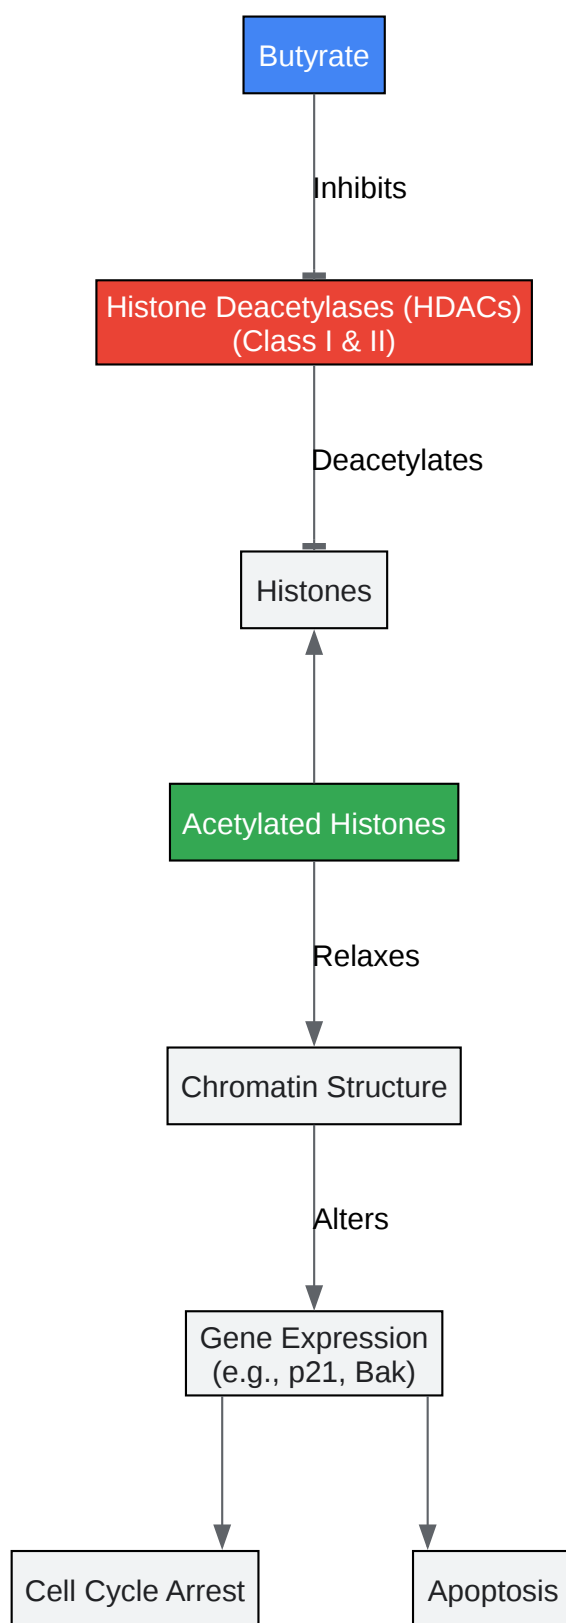 Butyrate
Inhibits
Histone Deacetylases (HDACs)
(Class I & II)
Deacetylates
Histones
Acetylated Histones
Relaxes
Chromatin Structure
Alters
Gene Expression
(e.g., p21, Bak)
Cell Cycle Arrest
Apoptosis